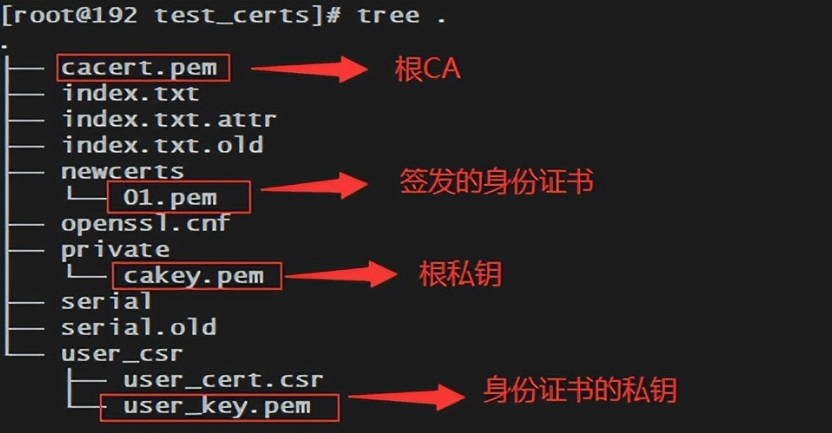 [root@192 test_certs]# tree .
.
├── cacert.pem 根CA
├── index.txt
├── index.txt.attr
├── index.txt.old
├── newcerts
│   └── 01.pem 签发的身份证书
├── openssl.cnf
├── private
│   └── cakey.pem 根私钥
├── serial
├── serial.old
└── user_csr
    ├── user_cert.csr
    └── user_key.pem 身份证书的私钥